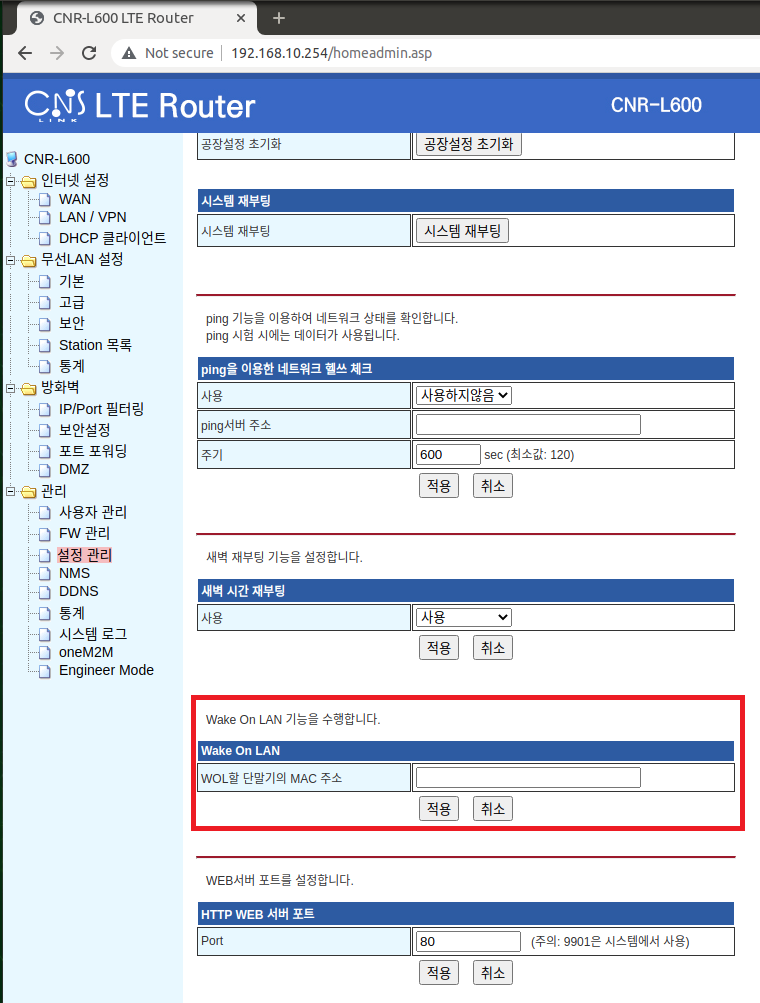 CNR-L600 LTE Router
Not secure
192.168.10.254/homeadmin.asp
CNS LINK LTE Router
CNR-L600
CNR-L600
인터넷 설정
WAN
LAN / VPN
DHCP 클라이언트
무선LAN 설정
기본
고급
보안
Station 목록
통계
방화벽
IP/Port 필터링
보안설정
포트 포워딩
DMZ
관리
사용자 관리
FW 관리
설정 관리
NMS
DDNS
통계
시스템 로그
oneM2M
Engineer Mode
공장설정 초기화 공장설정 초기화
시스템 재부팅
시스템 재부팅 시스템 재부팅
ping 기능을 이용하여 네트워크 상태를 확인합니다.
ping 시험 시에는 데이터가 사용됩니다.
ping을 이용한 네트워크 헬쓰 체크
사용 사용하지않음
ping서버 주소
주기 600 sec (최소값: 120)
적용 취소
새벽 재부팅 기능을 설정합니다.
새벽 시간 재부팅
사용 사용
적용 취소
Wake On LAN 기능을 수행합니다.
Wake On LAN
WOL할 단말기의 MAC 주소
적용 취소
WEB서버 포트를 설정합니다.
HTTP WEB 서버 포트
Port 80 (주의: 9901은 시스템에서 사용)
적용 취소